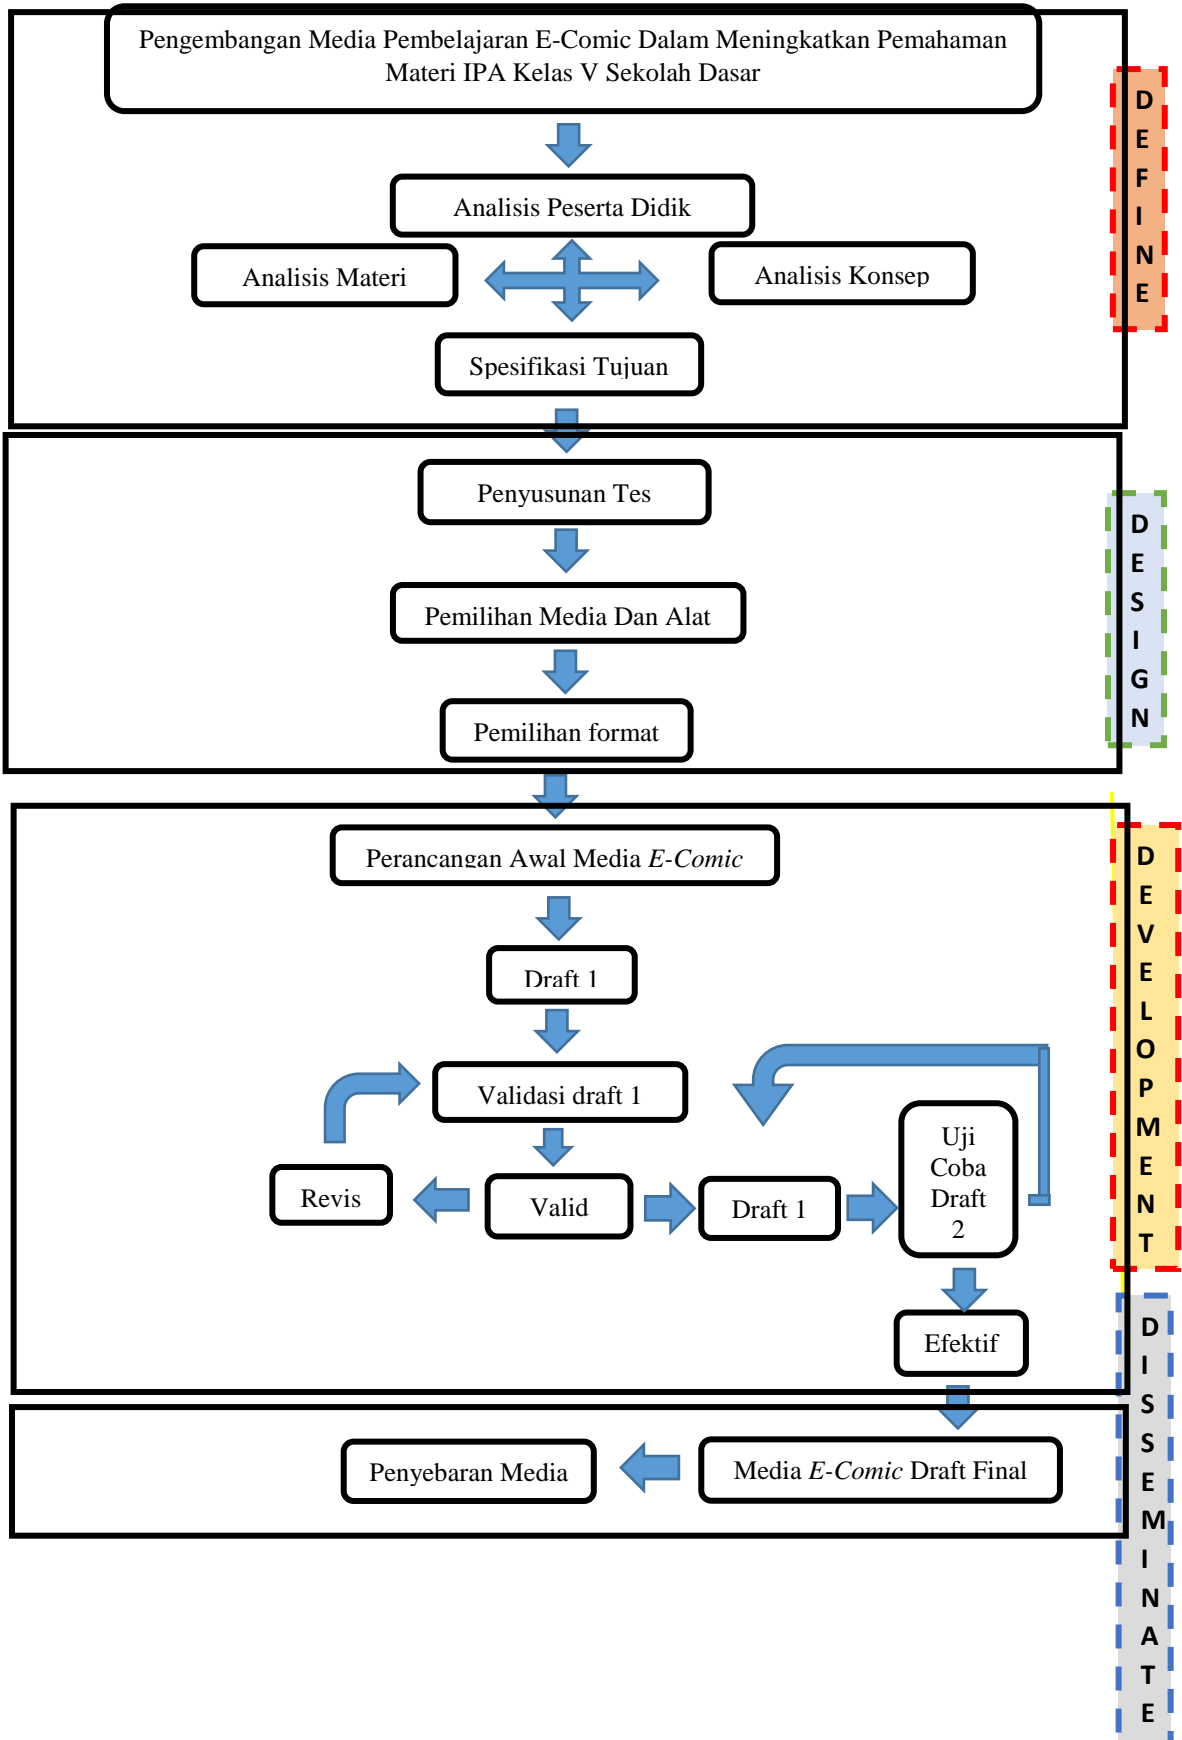 Pengembangan Media Pembelajaran E-Comic Dalam Meningkatkan Pemahaman
Materi IPA Kelas V Sekolah Dasar
DEFINE
Analisis Peserta Didik
Analisis Materi
Analisis Konsep
Spesifikasi Tujuan
DESIGN
Penyusunan Tes
Pemilihan Media Dan Alat
Pemilihan format
DEVELOPMENT
Perancangan Awal Media E-Comic
Draft 1
Validasi draft 1
Revis
Valid
Draft 1
Uji
Coba
Draft
2
Efektif
DISSEMINATE
Penyebaran Media
Media E-Comic Draft Final